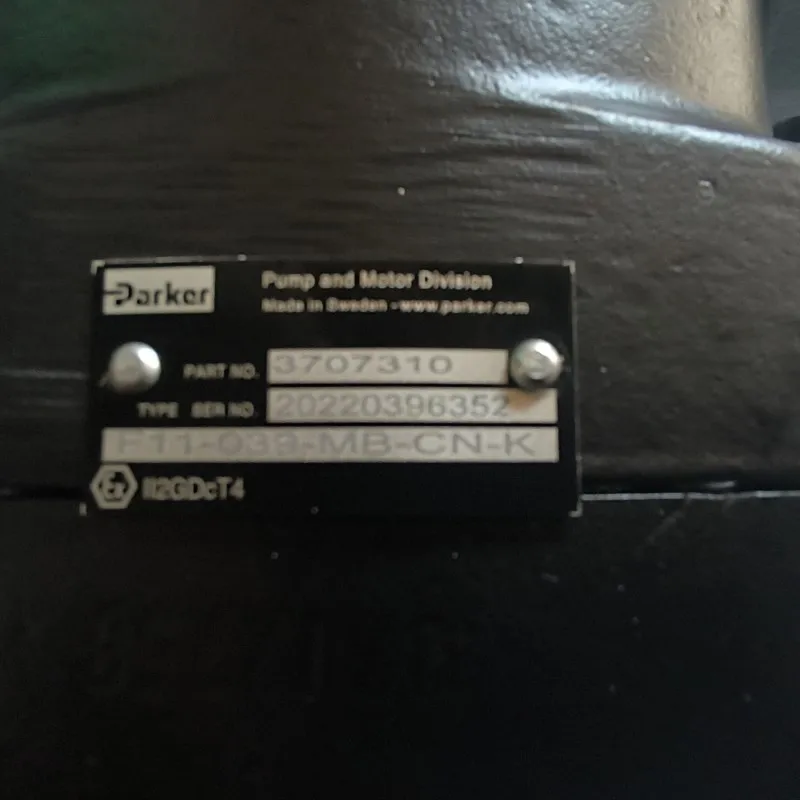 Parker
Pump and Motor Division
Made in Sweden - www.parker.com
PART NO. 3707310
TYPE SER NO. 20220396352
F11-039-MB-CN-K
Ex II2GDcT4